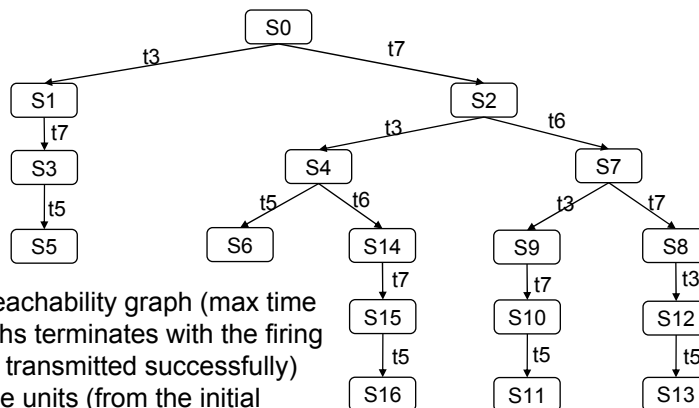 S0
t3
t7
S1
S2
t7
t3
t6
S3
S4
S7
t5
t5
t6
t3
t7
S5
S6
S14
S9
S8
t7
t7
t3
eachability graph (max time
S15
S10
S12
hs terminates with the firing
t5
t5
t5
transmitted successfully)
S16
S11
S13
e units (from the initial